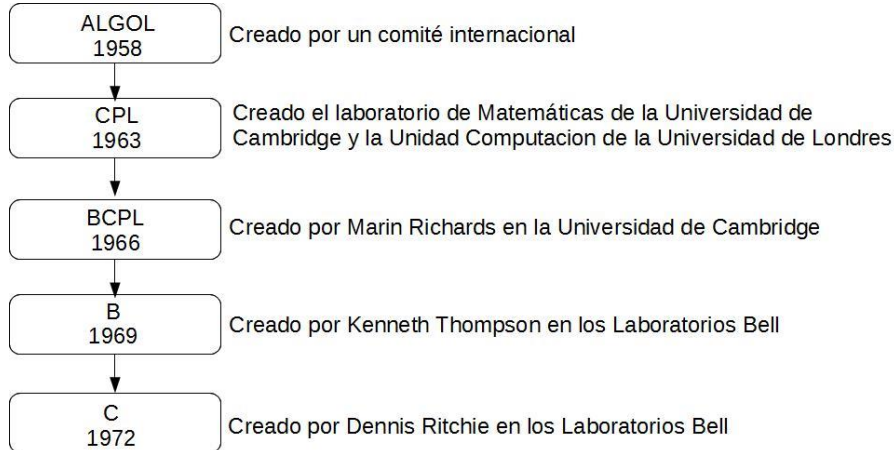 ALGOL
1958
Creado por un comité internacional
CPL
1963
Creado el laboratorio de Matemáticas de la Universidad de
Cambridge y la Unidad Computacion de la Universidad de Londres
BCPL
1966
Creado por Marin Richards en la Universidad de Cambridge
B
1969
Creado por Kenneth Thompson en los Laboratorios Bell
C
1972
Creado por Dennis Ritchie en los Laboratorios Bell